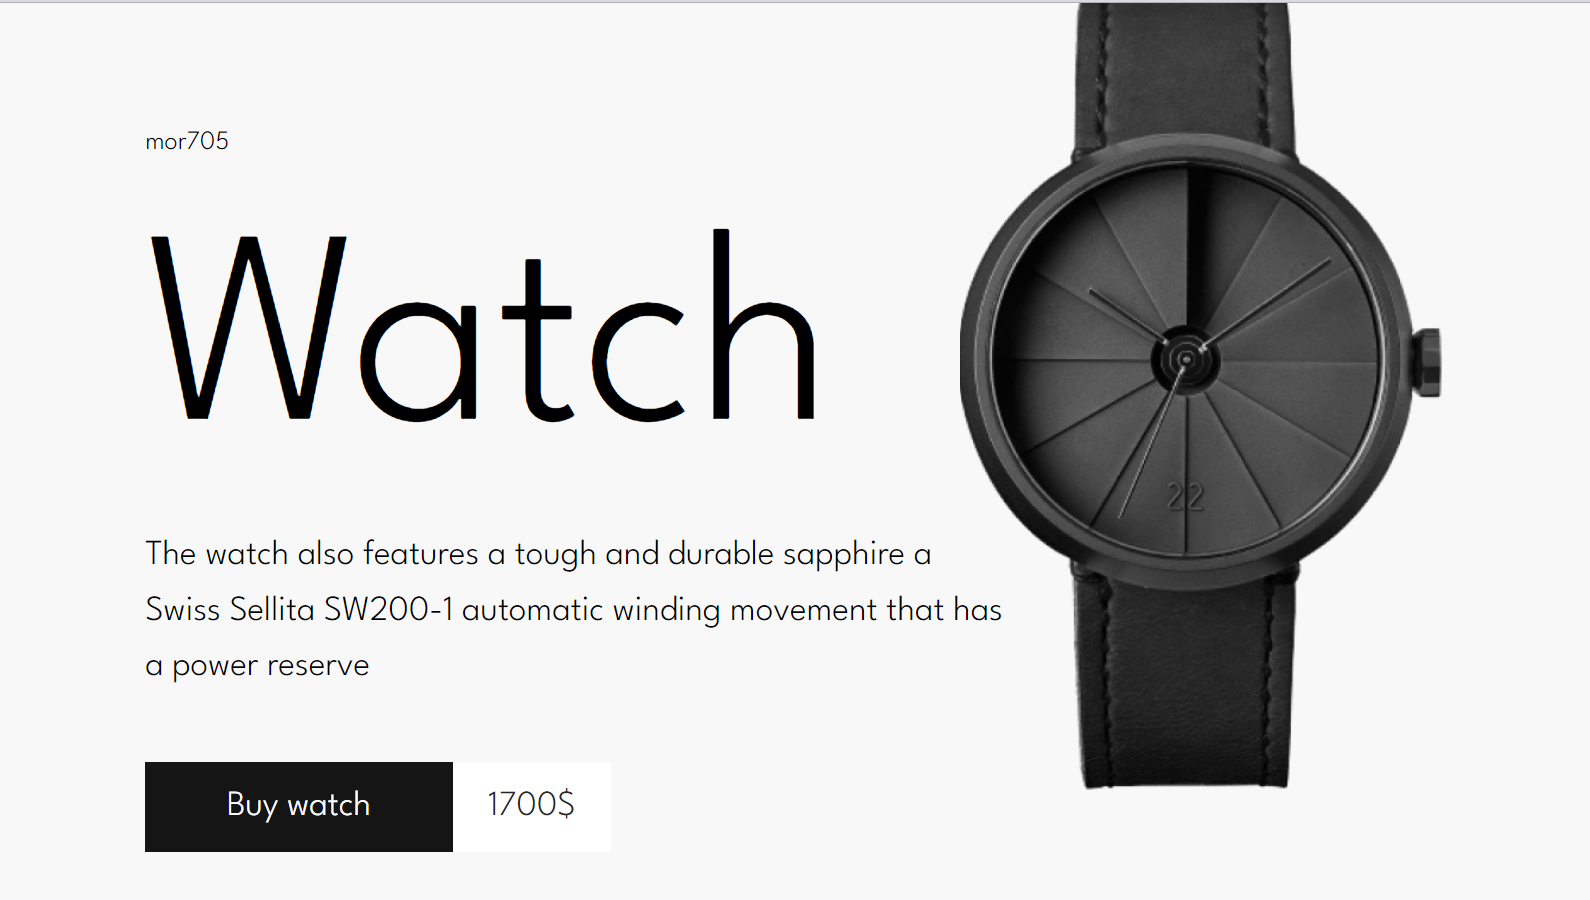 mor705
Watch
The watch also features a tough and durable sapphire a
Swiss Sellita SW200-1 automatic winding movement that has
a power reserve
Buy watch
1700$
22